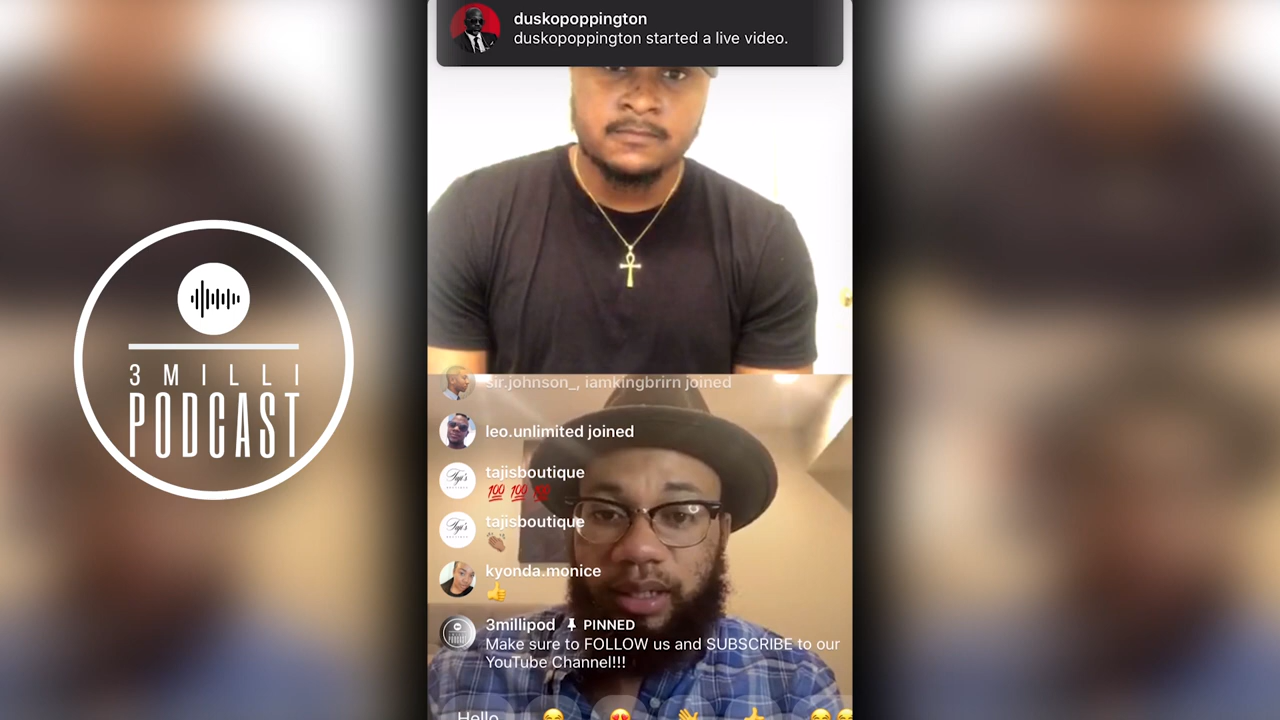 duskopoppington
duskopoppington started a live video.
3 MILLI
PODCAST
sir.johnson_, iamkingbrirn joined
leo.unlimited joined
tajisboutique
💯 💯 💯
tajisboutique
👏🏽
kyonda.monice
👍
3millipod PINNED
Make sure to FOLLOW us and SUBSCRIBE to our
YouTube Channel!!!
Hello